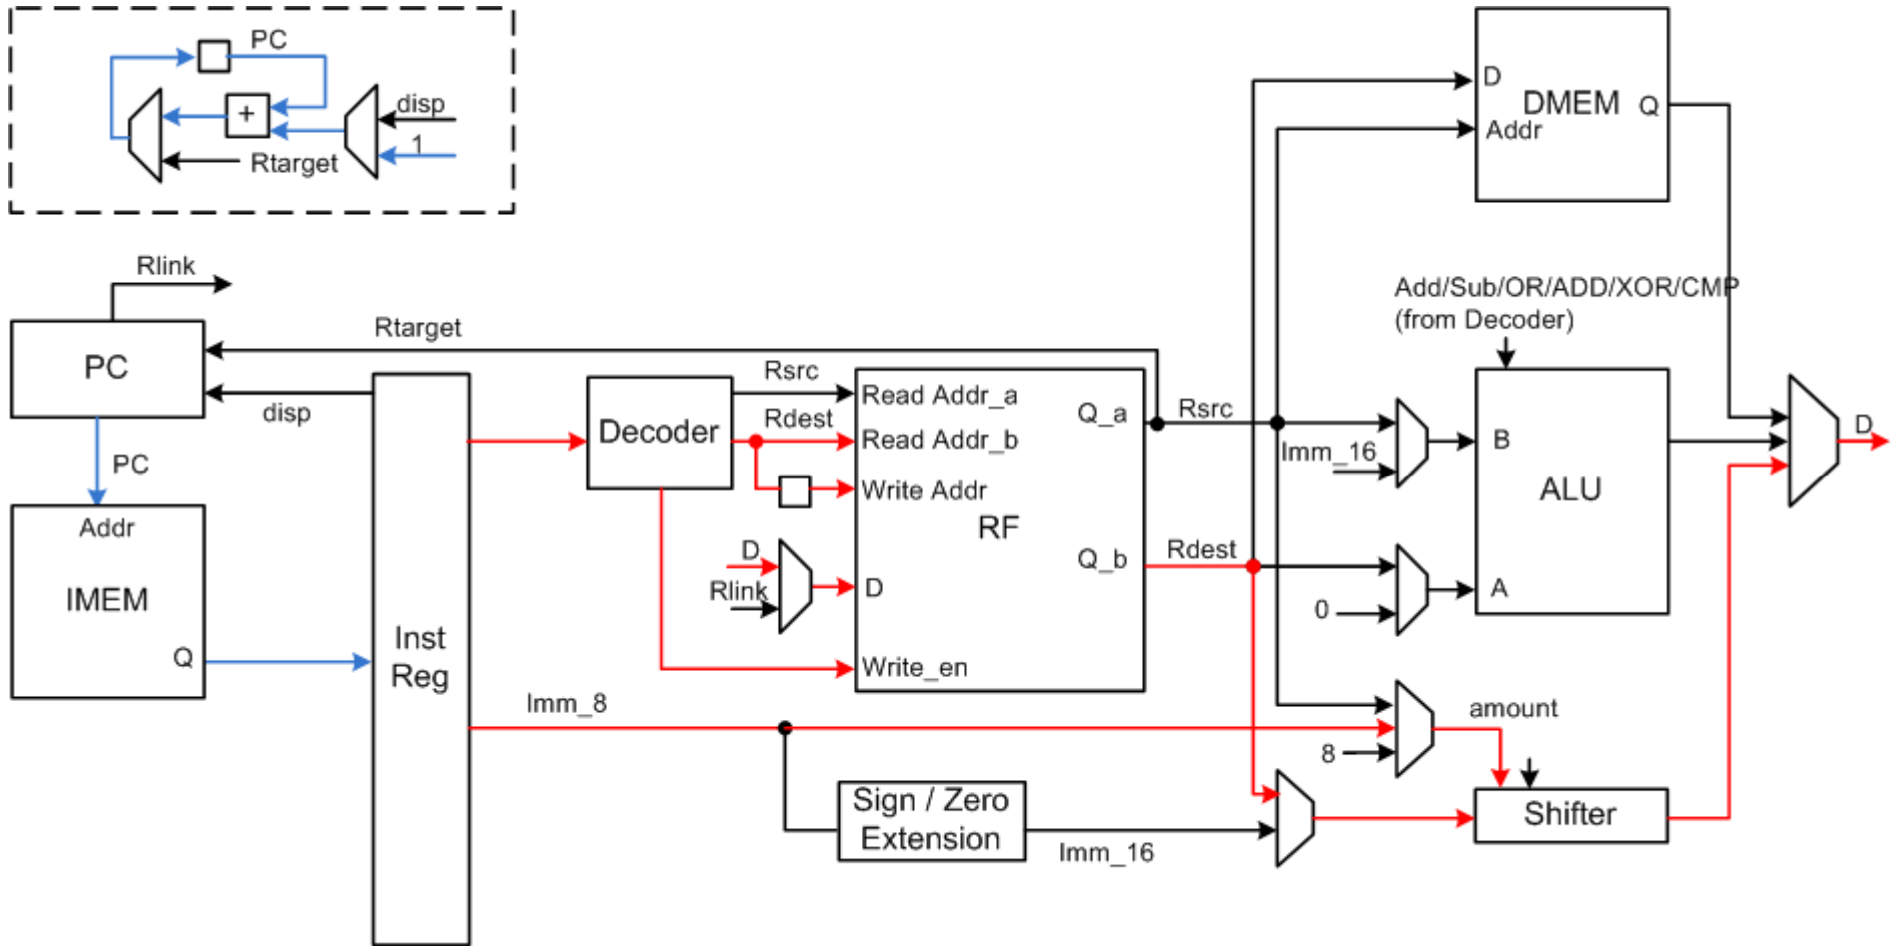 PC
disp
+
1
Rtarget
D
DMEM
Q
Addr
Rlink
Add/Sub/OR/ADD/XOR/CMP
(from Decoder)
Rtarget
PC
disp
Rsrc
Read Addr_a
Q_a
Rsrc
Decoder
Rdest
Read Addr_b
Imm_16
B
D
PC
Write Addr
ALU
Addr
RF
IMEM
D
Q_b
Rdest
Rlink
D
0
A
Q
Inst
Reg
Write_en
Imm_8
amount
8
Sign / Zero
Extension
Imm_16
Shifter